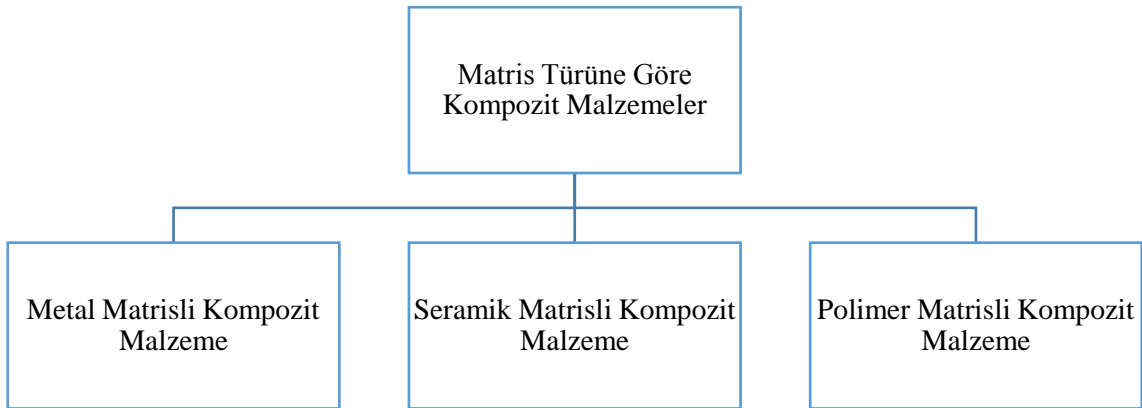 Matris Türüne Göre
Kompozit Malzemeler
Metal Matrisli Kompozit
Malzeme
Seramik Matrisli Kompozit
Malzeme
Polimer Matrisli Kompozit
Malzeme